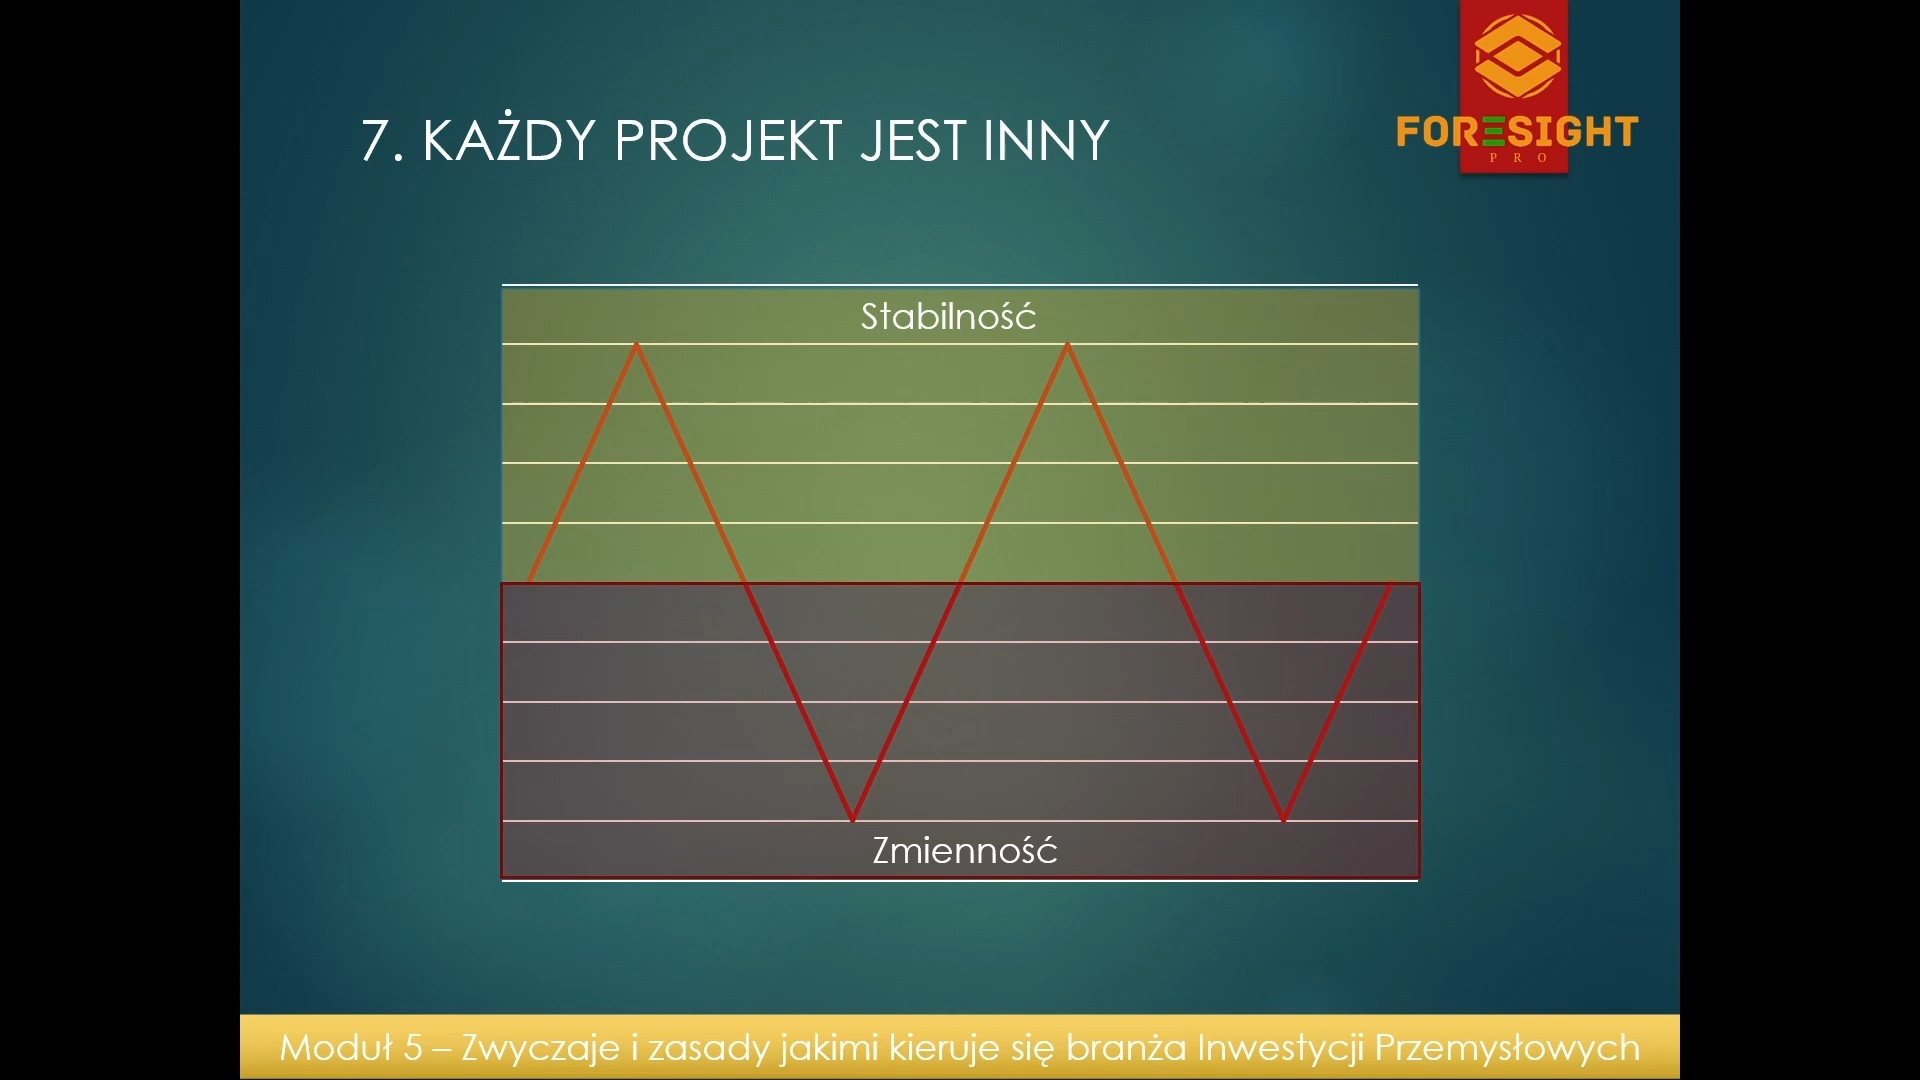 FORESIGHT
PRO
7. KAŻDY PROJEKT JEST INNY
Stabilność
Zmienność
Moduł 5 – Zwyczaje i zasady jakimi kieruje się branża Inwestycji Przemysłowych